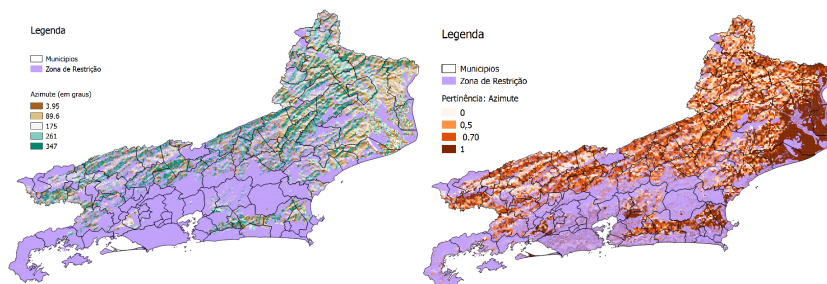 Legenda
Municípios
Zona de Restrição
Azimute (em graus)
3.95
89.6
175
261
347
Legenda
Municipios
Zona de Restrição
Pertinência: Azimute
0
0,5
0,70
1